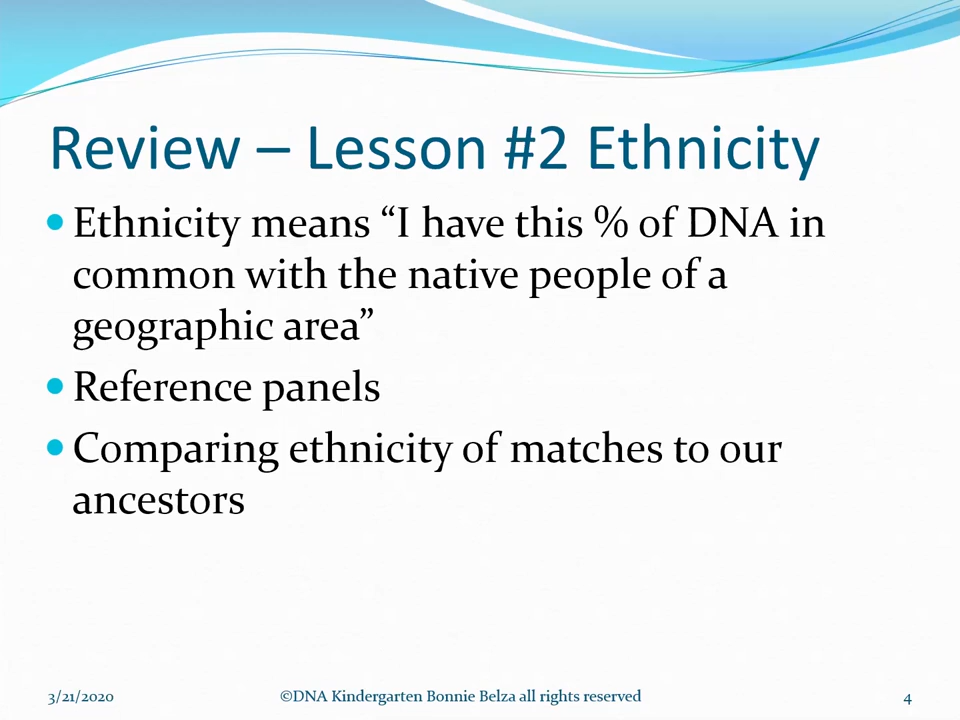 Review – Lesson #2 Ethnicity
• Ethnicity means “I have this % of DNA in
common with the native people of a
geographic area”
• Reference panels
• Comparing ethnicity of matches to our
ancestors
3/21/2020 ©DNA Kindergarten Bonnie Belza all rights reserved 4